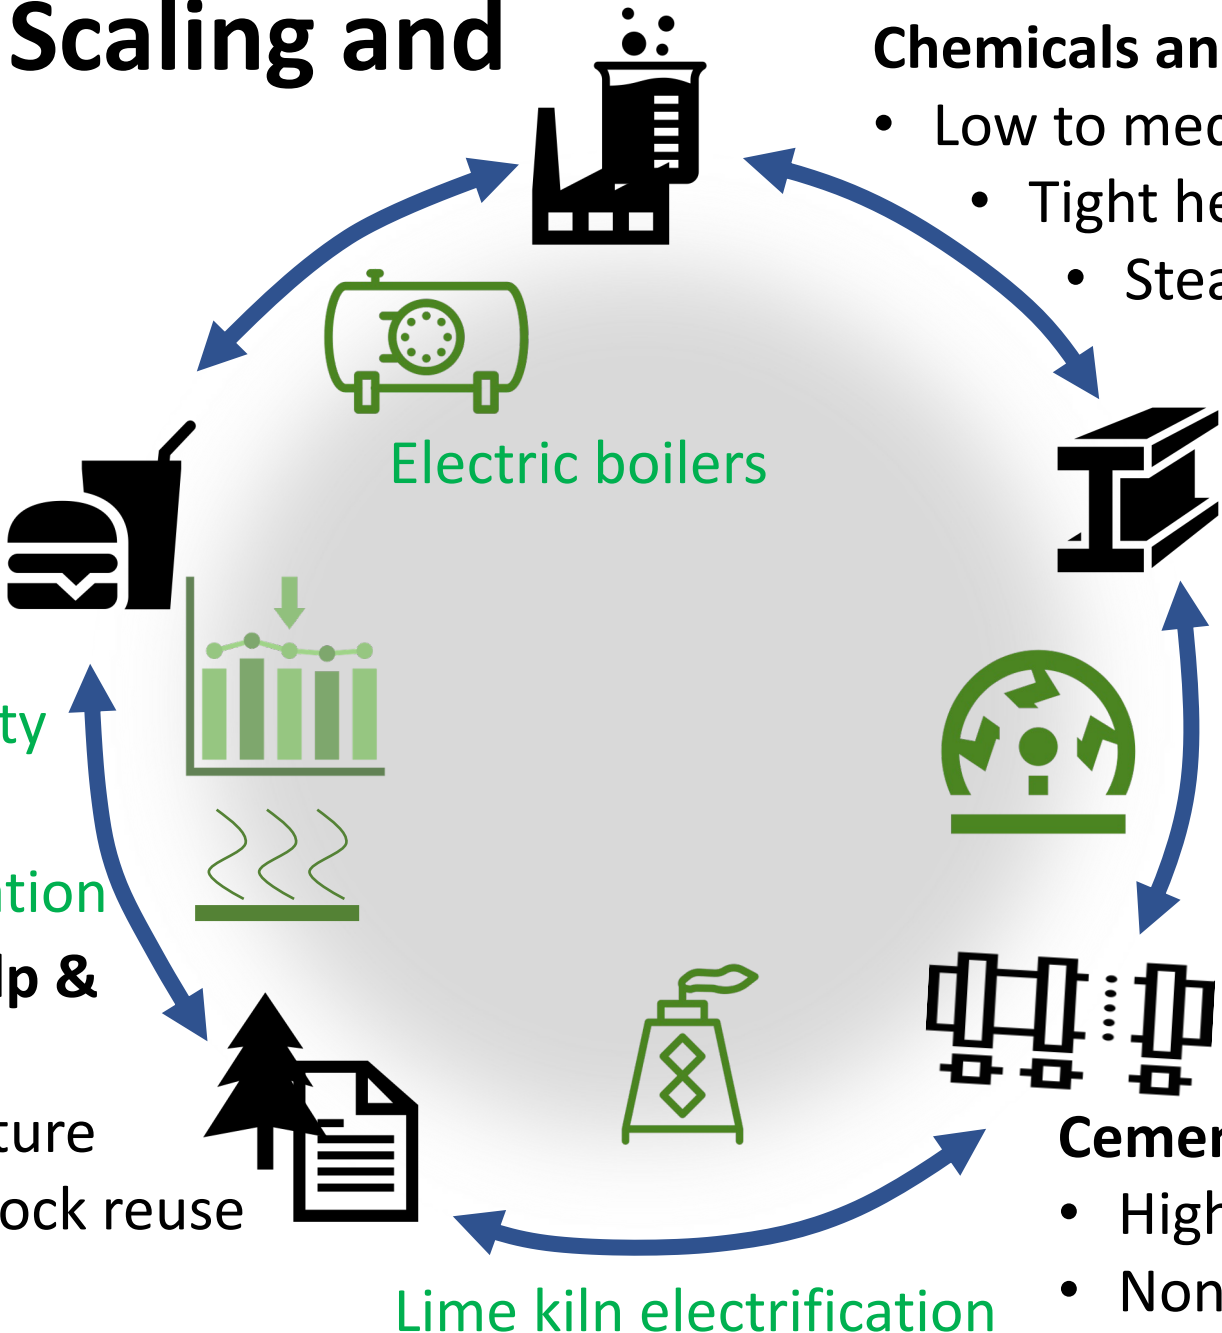 Scaling and
Chemicals an
• Low to med
• Tight he
• Stea
Electric boilers
ty
ation
lp &
ture
ock reuse
Cemen
• High
• Non
Lime kiln electrification